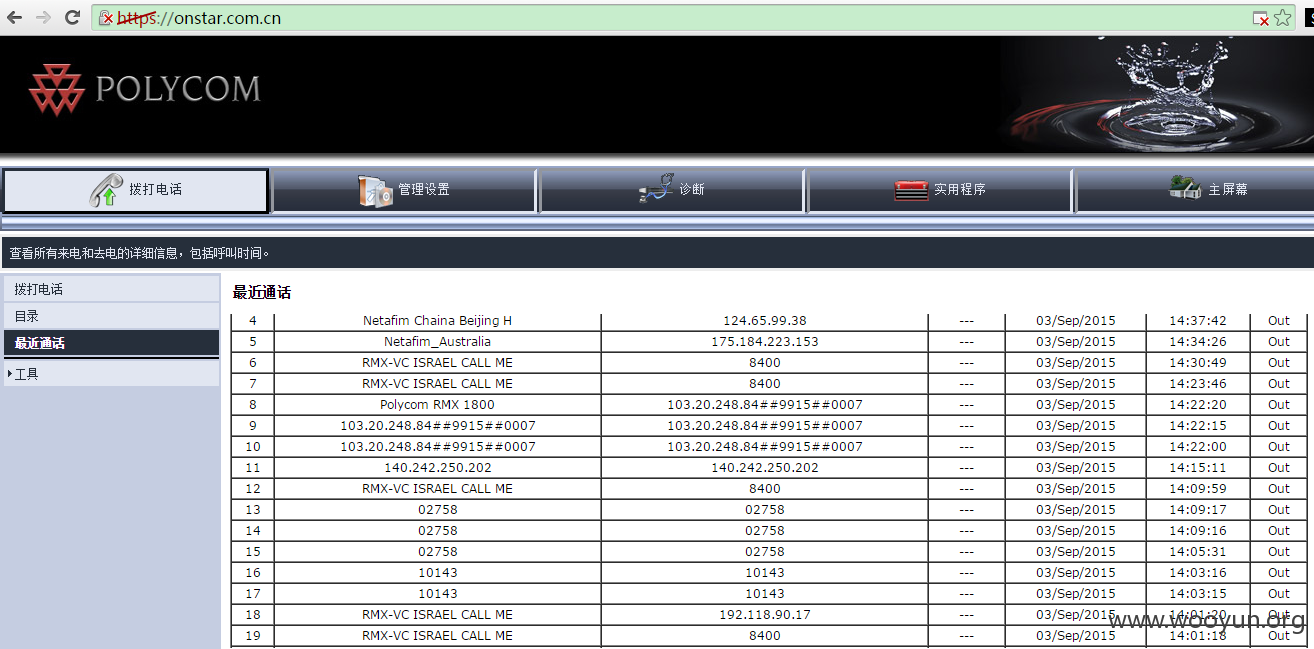 https://onstar.com.cn
POLYCOM
拨打电话 管理设置 诊断 实用程序 主屏幕
查看所有来电和去电的详细信息，包括呼叫时间。
拨打电话
目录
最近通话
工具
最近通话
4 Netafim Chaina Beijing H 124.65.99.38 --- 03/Sep/2015 14:37:42 Out
5 Netafim_Australia 175.184.223.153 --- 03/Sep/2015 14:34:26 Out
6 RMX-VC ISRAEL CALL ME 8400 --- 03/Sep/2015 14:30:49 Out
7 RMX-VC ISRAEL CALL ME 8400 --- 03/Sep/2015 14:23:46 Out
8 Polycom RMX 1800 103.20.248.84##9915##0007 --- 03/Sep/2015 14:22:20 Out
9 103.20.248.84##9915##0007 103.20.248.84##9915##0007 --- 03/Sep/2015 14:22:15 Out
10 103.20.248.84##9915##0007 103.20.248.84##9915##0007 --- 03/Sep/2015 14:22:00 Out
11 140.242.250.202 140.242.250.202 --- 03/Sep/2015 14:15:11 Out
12 RMX-VC ISRAEL CALL ME 8400 --- 03/Sep/2015 14:09:59 Out
13 02758 02758 --- 03/Sep/2015 14:09:17 Out
14 02758 02758 --- 03/Sep/2015 14:09:16 Out
15 02758 02758 --- 03/Sep/2015 14:05:31 Out
16 10143 10143 --- 03/Sep/2015 14:03:16 Out
17 10143 10143 --- 03/Sep/2015 14:03:15 Out
18 RMX-VC ISRAEL CALL ME 192.118.90.17 --- 03/Sep/2015 14:01:20 Out
19 RMX-VC ISRAEL CALL ME 8400 --- 03/Sep/2015 14:01:18 Out
www.wooyun.org